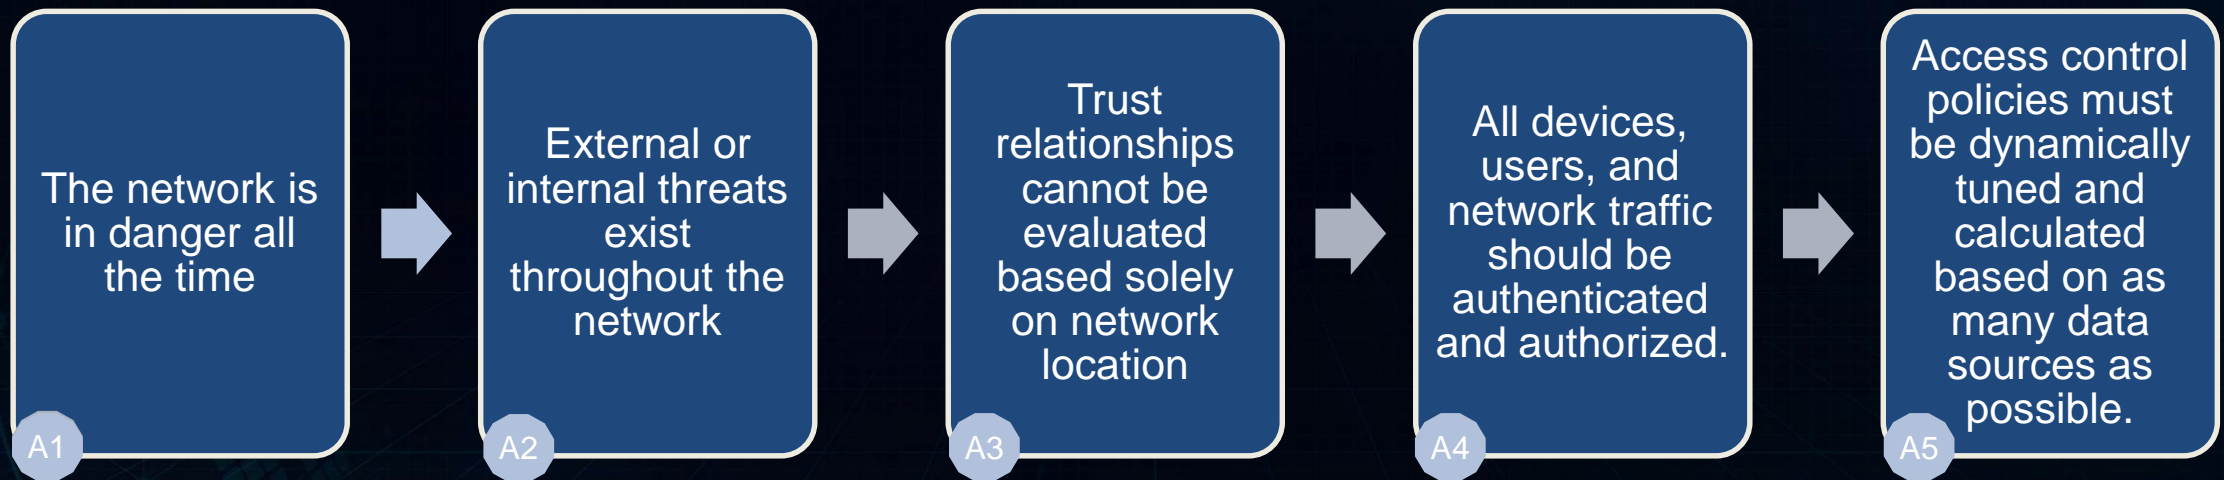 The network is
in danger all
the time
A1
External or
internal threats
exist
throughout the
network
A2
Trust
relationships
cannot be
evaluated
based solely
on network
location
A3
All devices,
users, and
network traffic
should be
authenticated
and authorized.
A4
Access control
policies must
be dynamically
tuned and
calculated
based on as
many data
sources as
possible.
A5